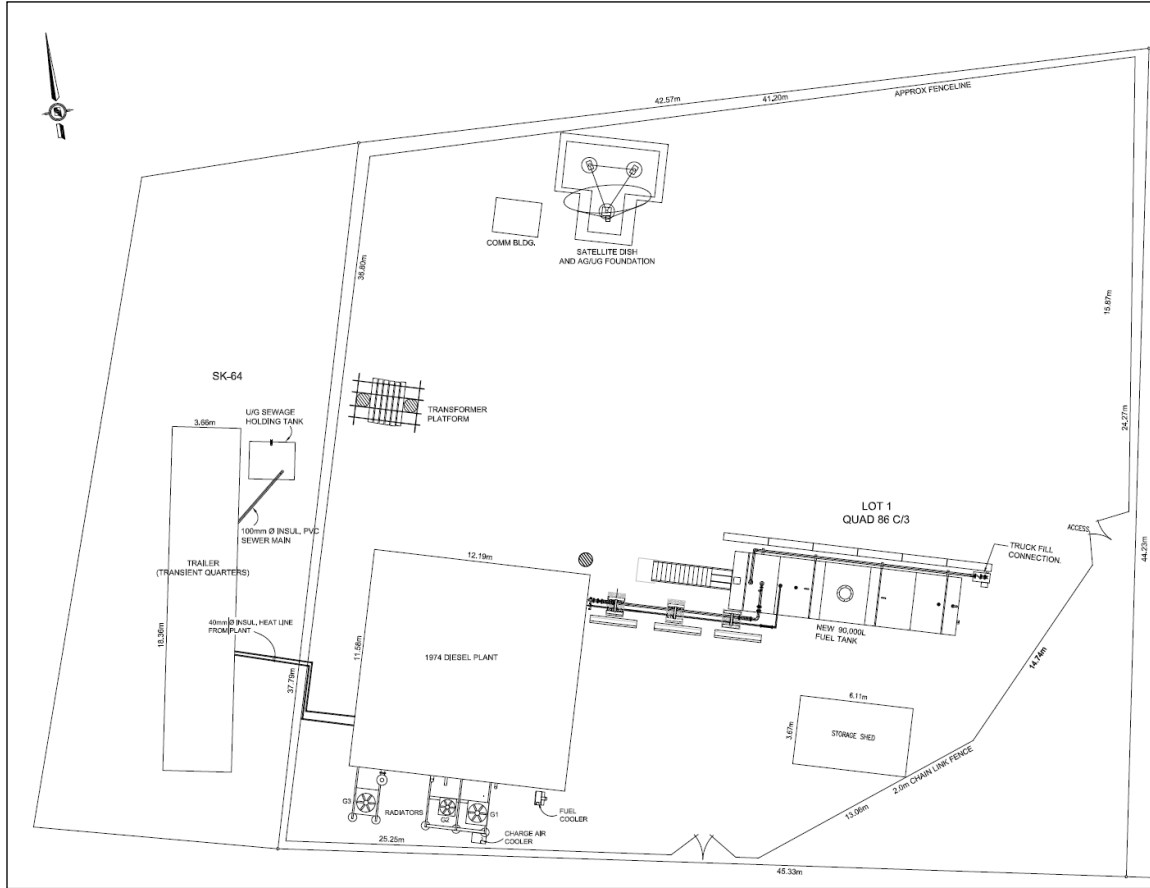 42.57m
41.20m
APPROX FENCELINE
COMM BLDG.
SATELLITE DISH
AND AG/UG FOUNDATION
36.80m
15.87m
SK-64
TRANSFORMER
PLATFORM
U/G SEWAGE
HOLDING TANK
3.66m
24.27m
100mm Ø INSUL, PVC
SEWER MAIN
LOT 1
QUAD 86 C/3
ACCESS
TRUCK FILL
CONNECTION.
44.23m
12.19m
TRAILER
(TRANSIENT QUARTERS)
40mm Ø INSUL, HEAT LINE
FROM PLANT
18.36m
37.79m
11.58m
1974 DIESEL PLANT
NEW 90,000L
FUEL TANK
14.74m
6.11m
3.67m
STORAGE SHED
2.0m CHAIN LINK FENCE
13.06m
G3
RADIATORS
G2
G1
FUEL
COOLER
CHARGE AIR
COOLER
25.25m
45.33m